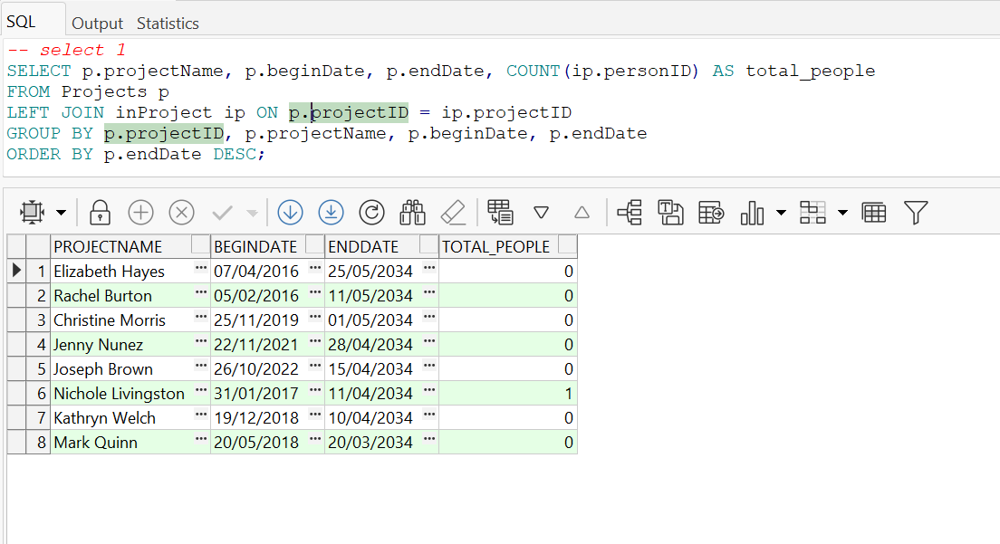 SQL Output Statistics
-- select 1
SELECT p.projectName, p.beginDate, p.endDate, COUNT(ip.personID) AS total_people
FROM Projects p
LEFT JOIN inProject ip ON p.projectID = ip.projectID
GROUP BY p.projectID, p.projectName, p.beginDate, p.endDate
ORDER BY p.endDate DESC;
PROJECTNAME BEGINDATE ENDDATE TOTAL_PEOPLE
1 Elizabeth Hayes ... 07/04/2016 ... 25/05/2034 ... 0
2 Rachel Burton ... 05/02/2016 ... 11/05/2034 ... 0
3 Christine Morris ... 25/11/2019 ... 01/05/2034 ... 0
4 Jenny Nunez ... 22/11/2021 ... 28/04/2034 ... 0
5 Joseph Brown ... 26/10/2022 ... 15/04/2034 ... 0
6 Nichole Livingston ... 31/01/2017 ... 11/04/2034 ... 1
7 Kathryn Welch ... 19/12/2018 ... 10/04/2034 ... 0
8 Mark Quinn ... 20/05/2018 ... 20/03/2034 ... 0